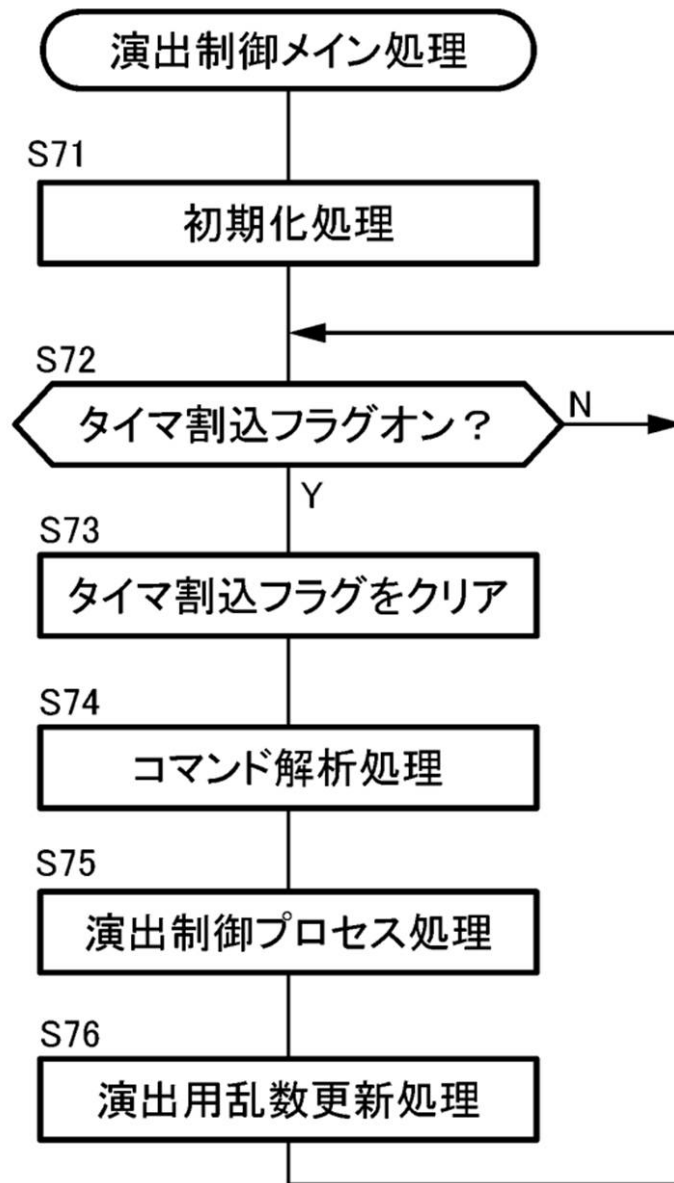 演出制御メイン処理
S71
初期化処理
S72
タイマ割込フラグオン？
N
Y
S73
タイマ割込フラグをクリア
S74
コマンド解析処理
S75
演出制御プロセス処理
S76
演出用乱数更新処理